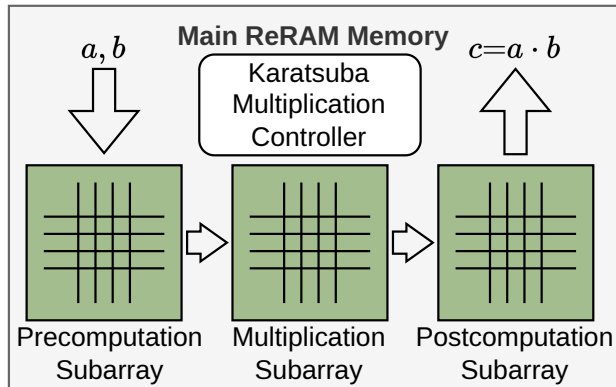 Main ReRAM Memory
a, b
Karatsuba
Multiplication
Controller
c=a · b
Precomputation
Subarray
Multiplication
Subarray
Postcomputation
Subarray